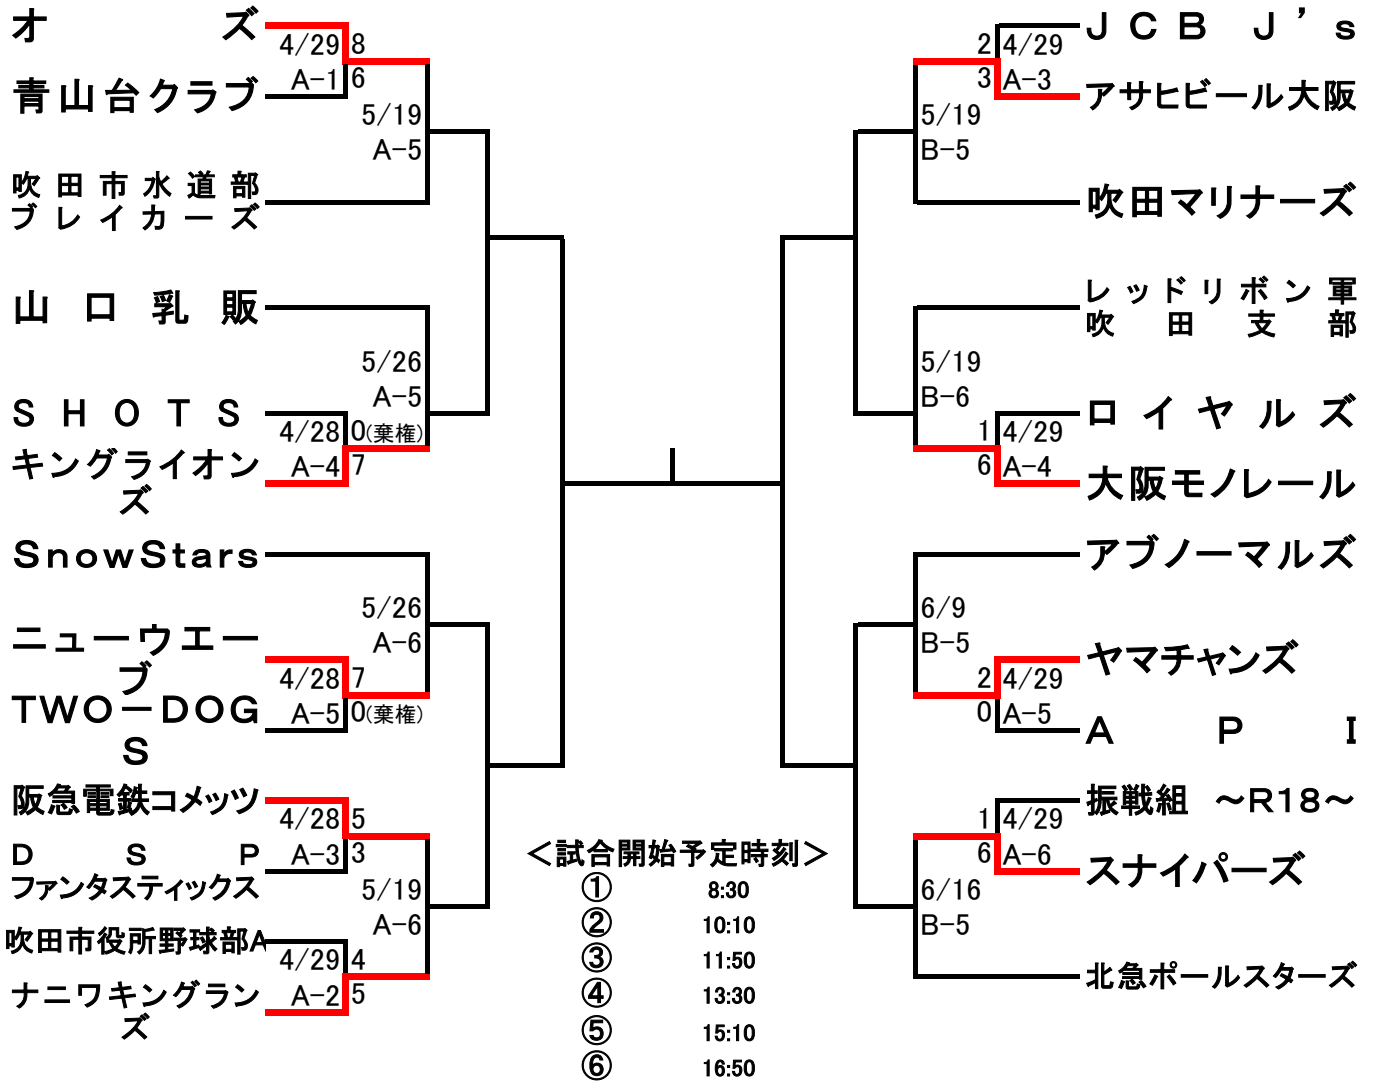 オズ
4/29 8
青山台クラブ
A-1 6
5/19
A-5
吹田市水道部
ブレイカーズ
山口乳販
5/26
A-5
SHOTS
4/28 0(棄権)
キングライオン
ズ
A-4 7
SnowStars
5/26
A-6
ニューウエー
ブ
4/28 7
TWO-DOG
S
A-5 0(棄権)
阪急電鉄コメッツ
4/28 5
DSP
ファンタスティックス
A-3 3
5/19
A-6
吹田市役所野球部A
4/29 4
ナニワキングラン
ズ
A-2 5
JCB J's
2 4/29
アサヒビール大阪
3 A-3
5/19
B-5
吹田マリナーズ
レッドリボン軍
吹田支部
5/19
B-6
ロイヤルズ
1 4/29
大阪モノレール
6 A-4
アブノーマルズ
6/9
B-5
ヤマチャンズ
2 4/29
API
0 A-5
振戦組 ~R18~
1 4/29
スナイパーズ
6 A-6
6/16
B-5
北急ポールスターズ
<試合開始予定時刻>
① 8:30
② 10:10
③ 11:50
④ 13:30
⑤ 15:10
⑥ 16:50